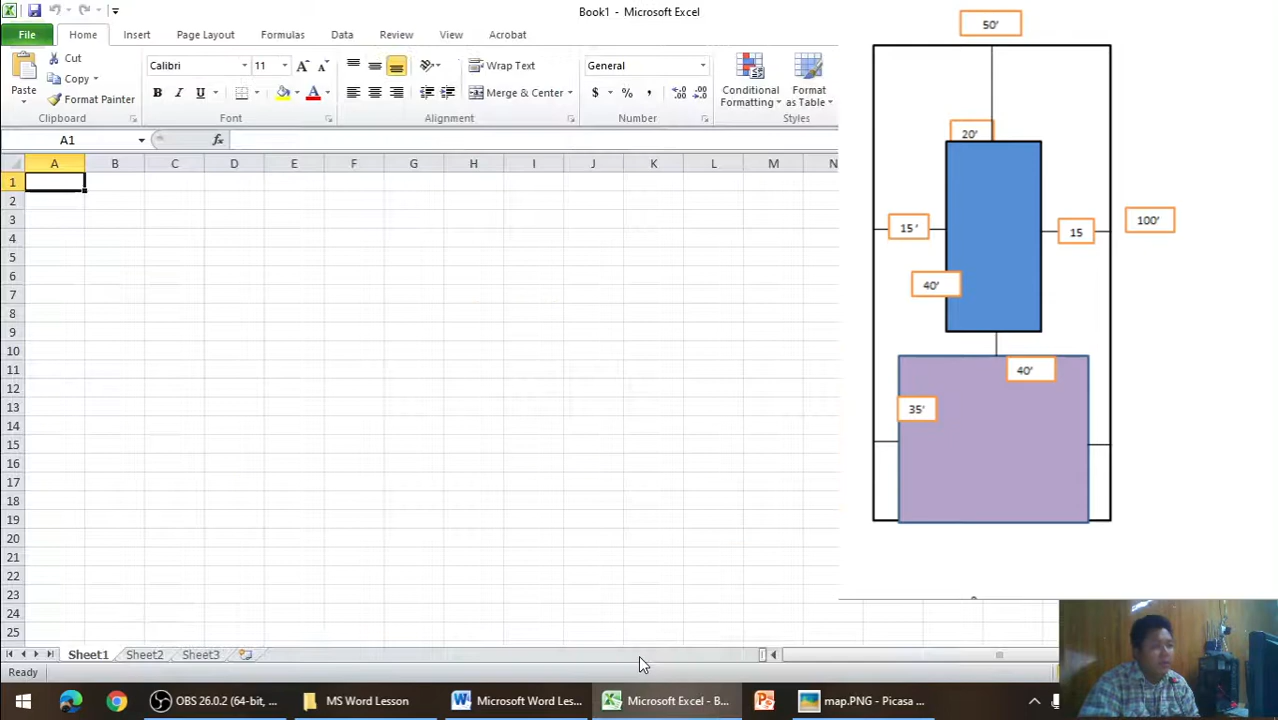 Book1 - Microsoft Excel
File Home Insert Page Layout Formulas Data Review View Acrobat
Paste
Cut
Copy
Format Painter
Clipboard
Calibri 11
B I U
Font
Wrap Text
Merge & Center
Alignment
General
$ % ,
Number
Conditional Formatting
Format as Table
Styles
A1
fx
A B C D E F G H I J K L M N
1
2
3
4
5
6
7
8
9
10
11
12
13
14
15
16
17
18
19
20
21
22
23
24
25
50'
20'
15'
15
100'
40'
40'
35'
Sheet1 Sheet2 Sheet3
Ready
OBS 26.0.2 (64-bit, ...
MS Word Lesson
Microsoft Word Les...
Microsoft Excel - B...
map.PNG - Picasa ...